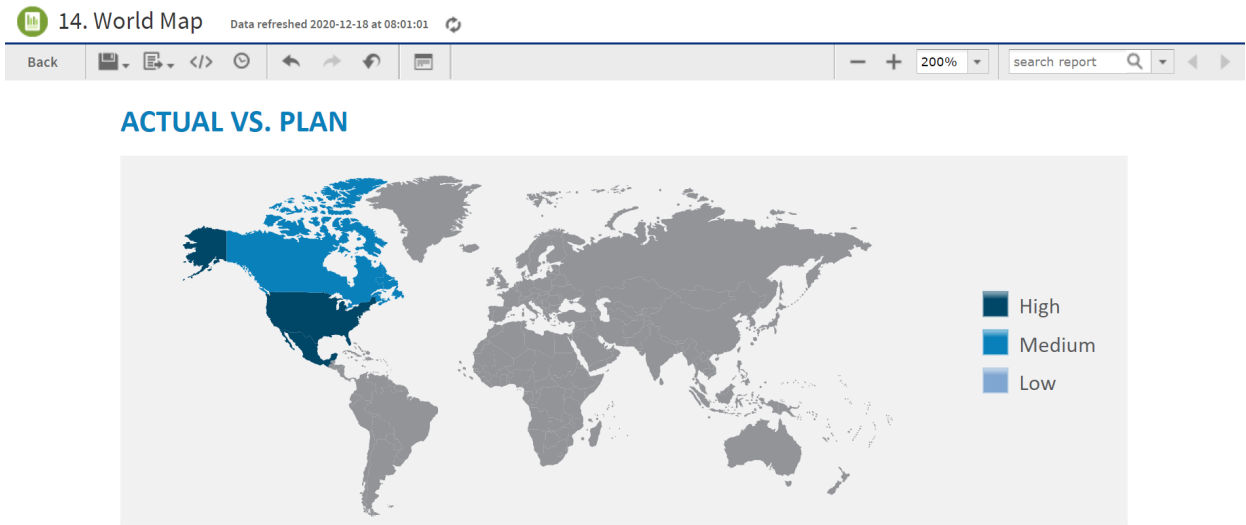 14. World Map Data refreshed 2020-12-18 at 08:01:01
Back </> 200% search report
ACTUAL VS. PLAN
High
Medium
Low